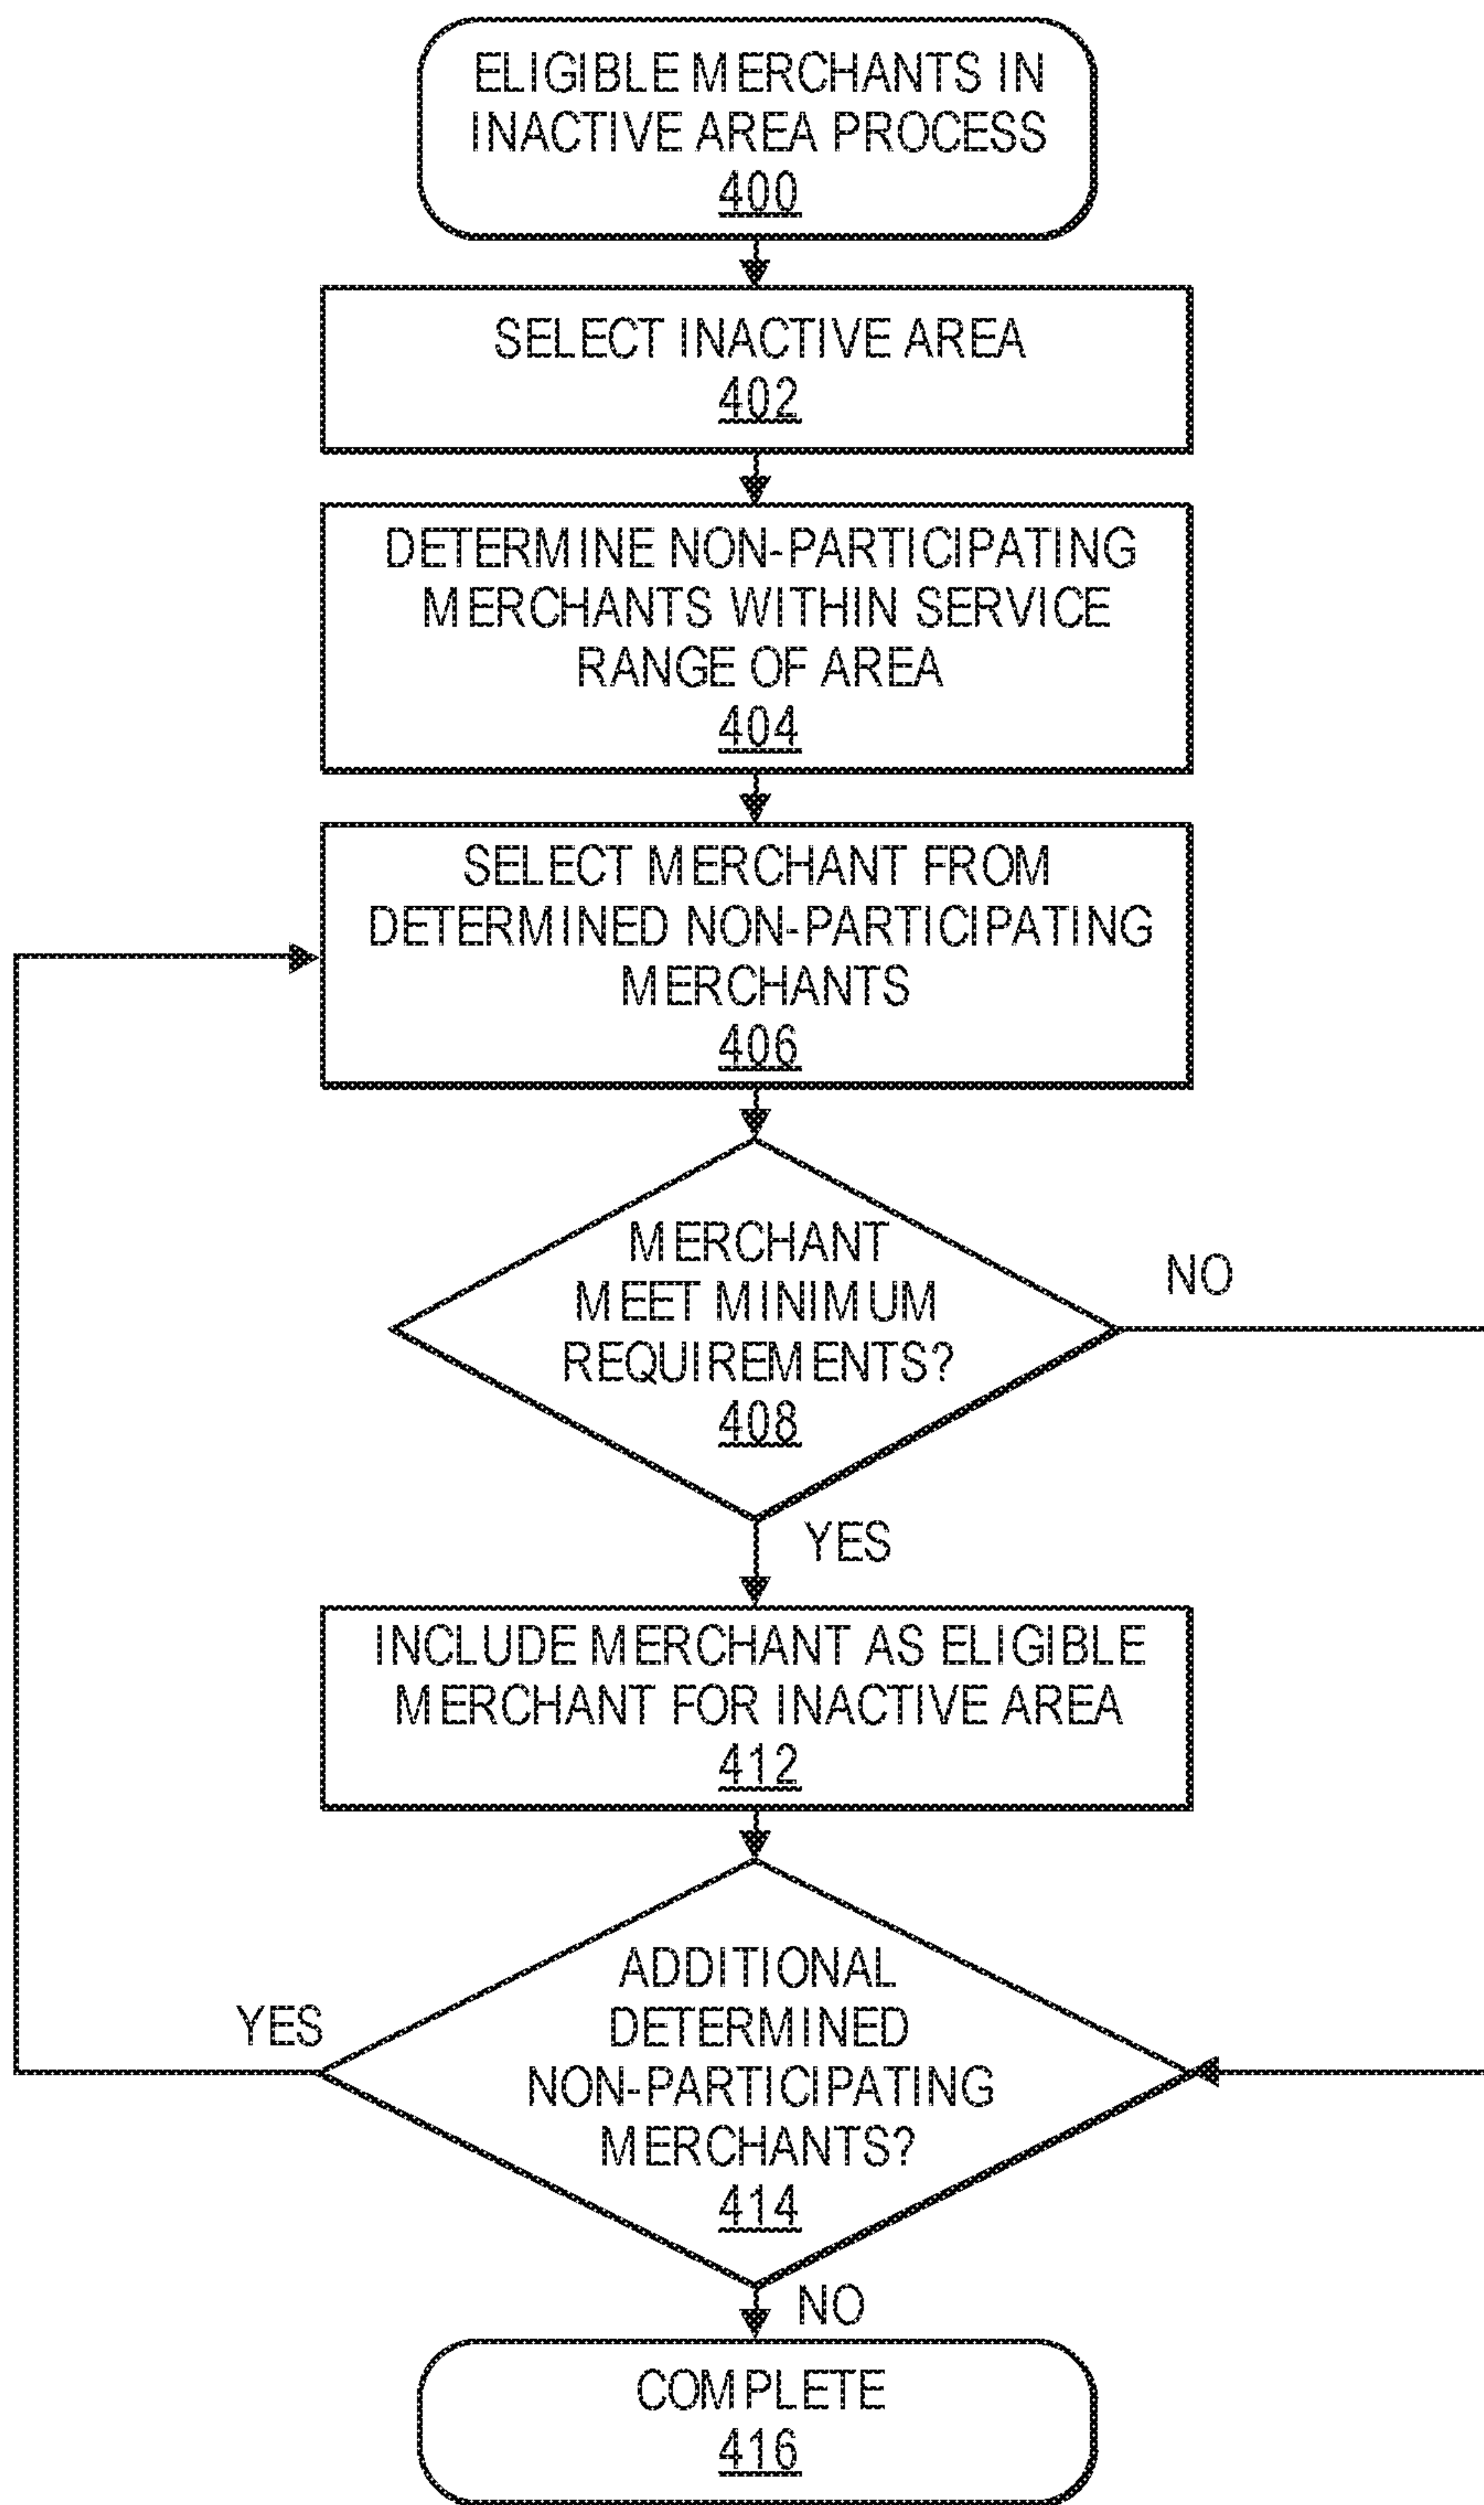 ELIGIBLE MERCHANTS IN
INACTIVE AREA PROCESS
400
SELECT INACTIVE AREA
402
DETERMINE NON-PARTICIPATING
MERCHANTS WITHIN SERVICE
RANGE OF AREA
404
SELECT MERCHANT FROM
DETERMINED NON-PARTICIPATING
MERCHANTS
406
MERCHANT
MEET MINIMUM
REQUIREMENTS?
408
NO
YES
INCLUDE MERCHANT AS ELIGIBLE
MERCHANT FOR INACTIVE AREA
412
ADDITIONAL
DETERMINED
NON-PARTICIPATING
MERCHANTS?
414
YES
NO
COMPLETE
416